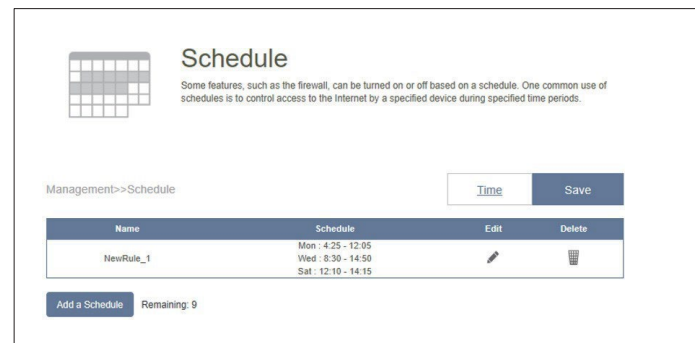 Schedule
Some features, such as the firewall, can be turned on or off based on a schedule. One common use of
schedules is to control access to the Internet by a specified device during specified time periods.
Management>>Schedule
Time
Save
Name Schedule Edit Delete
Mon : 4:25 - 12:05
NewRule_1 Wed : 8:30 - 14:50
Sat : 12:10 - 14:15
Add a Schedule Remaining: 9